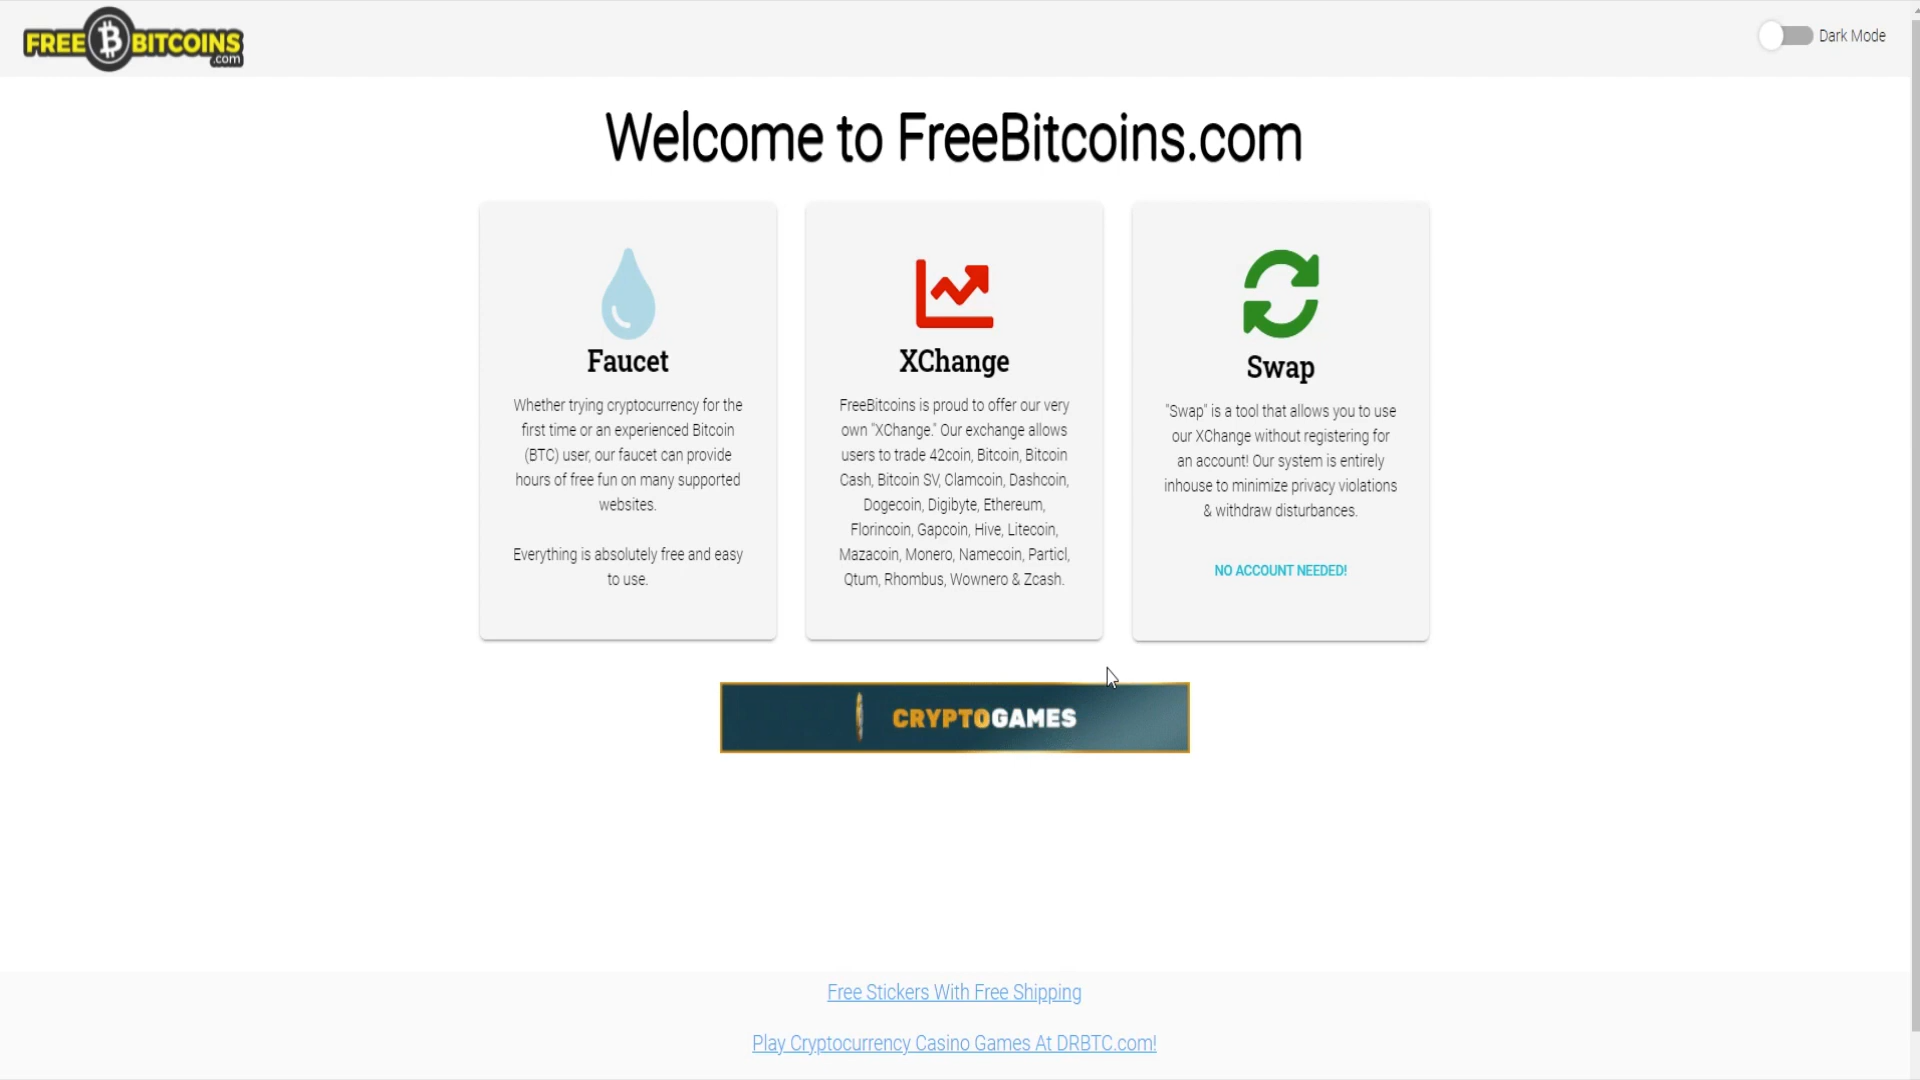 FREE BITCOINS
.com
Dark Mode
Welcome to FreeBitcoins.com
Faucet
Whether trying cryptocurrency for the
first time or an experienced Bitcoin
(BTC) user, our faucet can provide
hours of free fun on many supported
websites.
Everything is absolutely free and easy
to use.
XChange
FreeBitcoins is proud to offer our very
own "XChange." Our exchange allows
users to trade 42coin, Bitcoin, Bitcoin
Cash, Bitcoin SV, Clamcoin, Dashcoin,
Dogecoin, Digibyte, Ethereum,
Florincoin, Gapcoin, Hive, Litecoin,
Mazacoin, Monero, Namecoin, Particl,
Qtum, Rhombus, Wownero & Zcash.
Swap
"Swap" is a tool that allows you to use
our XChange without registering for
an account! Our system is entirely
inhouse to minimize privacy violations
& withdraw disturbances.
NO ACCOUNT NEEDED!
CRYPTOGAMES
Free Stickers With Free Shipping
Play Cryptocurrency Casino Games At DRBTC.com!